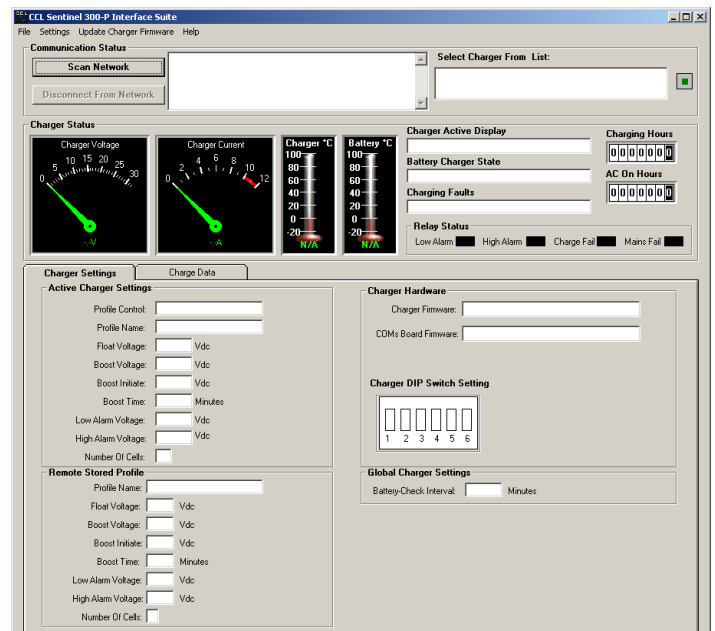 CCL Sentinel 300-P Interface Suite
File Settings Update Charger Firmware Help
Communication Status
Scan Network
Disconnect From Network
Select Charger From List:
Charger Status
Charger Voltage
0 5 10 15 20 25 30
-.-V
Charger Current
0 2 4 6 8 10 12
-.-A
Charger °C
100
80
60
40
20
0
-20
N/A
Battery °C
100
80
60
40
20
0
-20
N/A
Charger Active Display
Battery Charger State
Charging Faults
Charging Hours
0000000
AC On Hours
0000000
Relay Status
Low Alarm High Alarm Charge Fail Mains Fail
Charger Settings Charge Data
Active Charger Settings
Profile Control:
Profile Name:
Float Voltage: Vdc
Boost Voltage: Vdc
Boost Initiate: Vdc
Boost Time: Minutes
Low Alarm Voltage: Vdc
High Alarm Voltage: Vdc
Number Of Cells:
Remote Stored Profile
Profile Name:
Float Voltage: Vdc
Boost Voltage: Vdc
Boost Initiate: Vdc
Boost Time: Minutes
Low Alarm Voltage: Vdc
High Alarm Voltage: Vdc
Number Of Cells:
Charger Hardware
Charger Firmware:
COMs Board Firmware:
Charger DIP Switch Setting
1 2 3 4 5 6
Global Charger Settings
Battery-Check Interval: Minutes